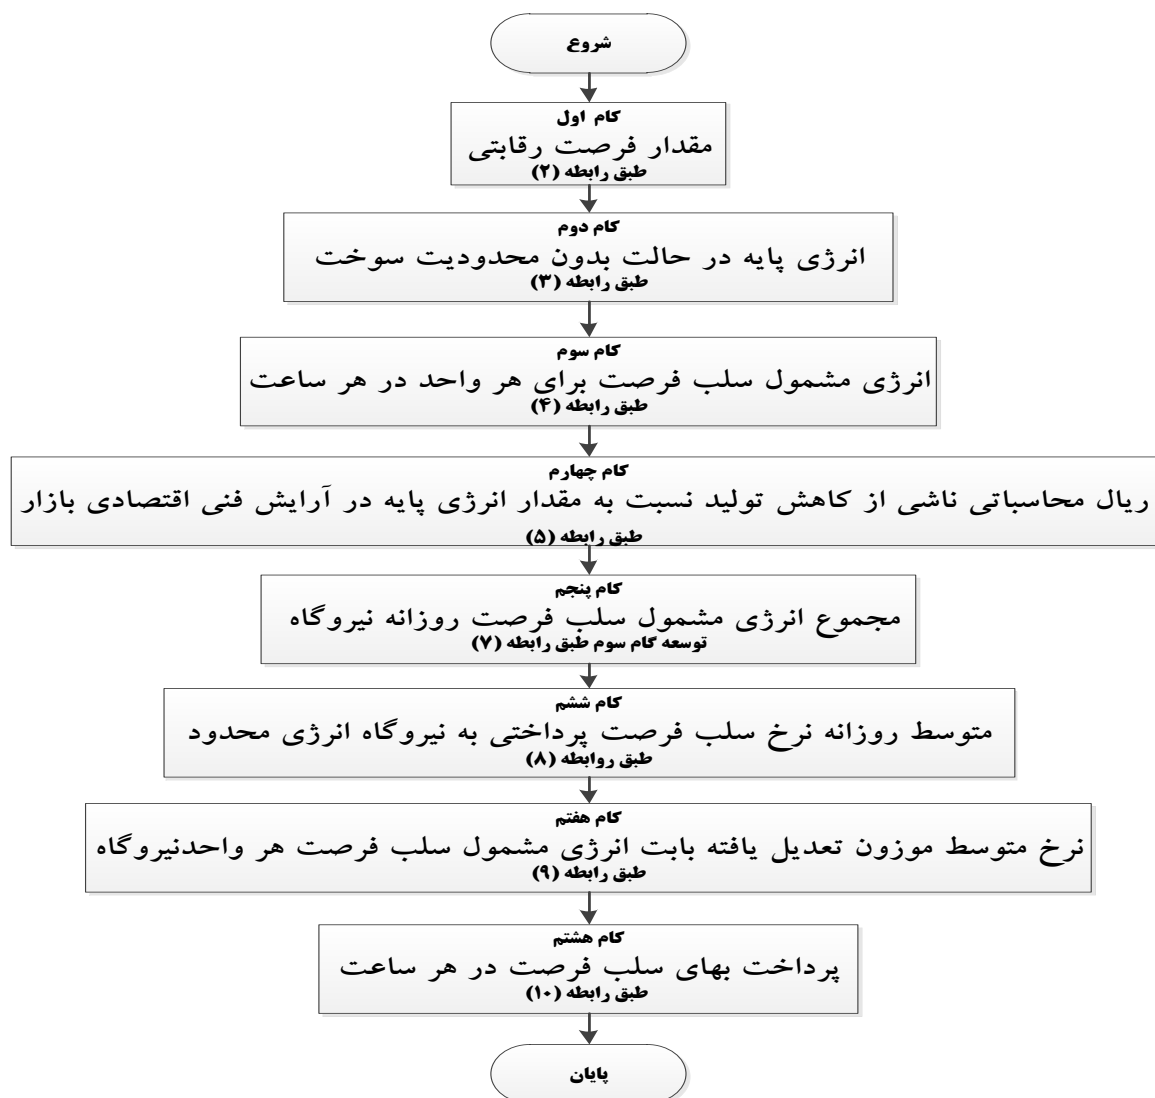 شروع
کام اول
مقدار فرصت رقابتی
طبق رابطه (۲)
کام دوم
انرژی پایه در حالت بدون محدودیت سوخت
طبق رابطه (۳)
کام سوم
انرژی مشمول سلب فرصت برای هر واحد در هر ساعت
طبق رابطه (۴)
کام چهارم
ریال محاسباتی ناشی از کاهش تولید نسبت به مقدار انرژی پایه در آرایش فنی اقتصادی بازار
طبق رابطه (۵)
کام پنجم
مجموع انرژی مشمول سلب فرصت روزانه نیروگاه
توسعه گام سوم طبق رابطه (۷)
کام ششم
متوسط روزانه نرخ سلب فرصت پرداختی به نیروگاه انرژی محدود
طبق روابطه (۸)
کام هفتم
نرخ متوسط موزون تعدیل یافته بابت انرژی مشمول سلب فرصت هر واحدنیروگاه
طبق رابطه (۹)
کام هشتم
پرداخت بهای سلب فرصت در هر ساعت
طبق رابطه (۱۰)
پایان